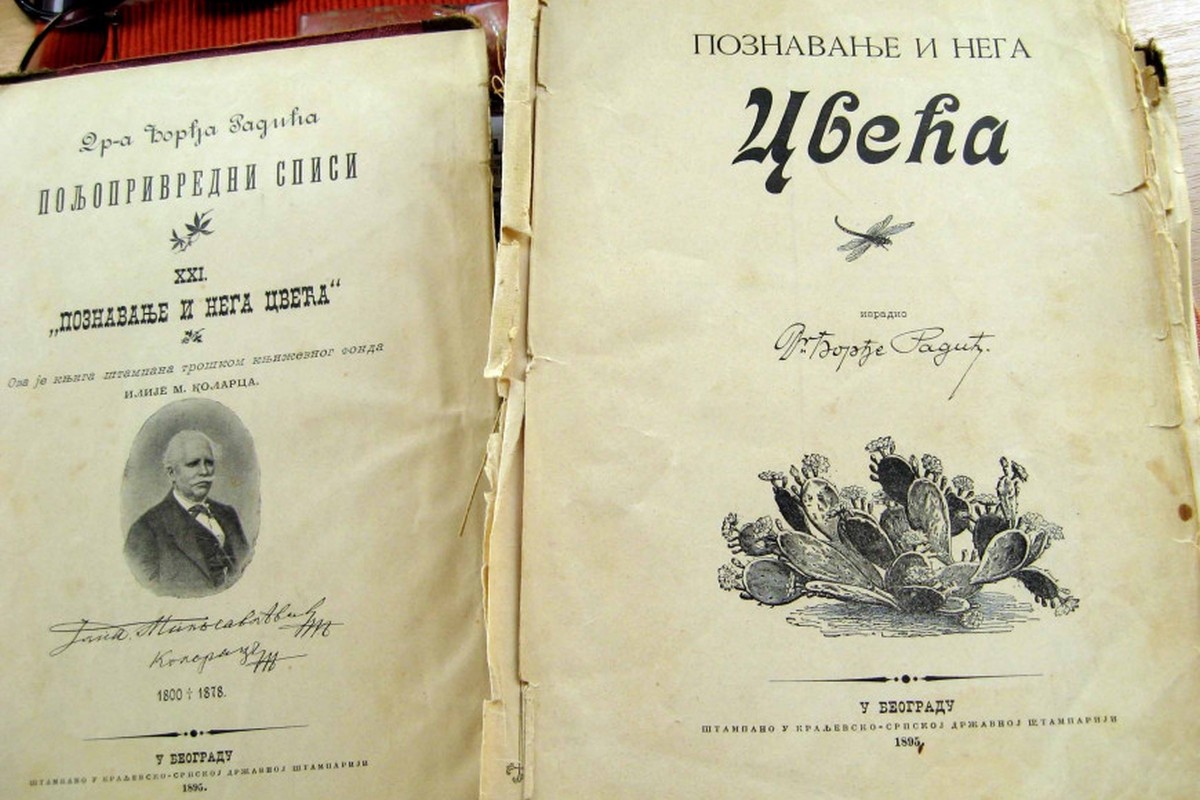 Др-а Ђорђа Радића
ПОЉОПРИВРЕДНИ СПИСИ
XXI.
„ПОЗНАВАЊЕ И НЕГА ЦВЕЋА“
Ова је књига штампана трошком књижевног фонда
ИЛИЈЕ М. КОЛАРЦА.
1800 † 1878.
У БЕОГРАДУ
ШТАМПАНО У КРАЉЕВСКО-СРПСКОЈ ДРЖАВНОЈ ШТАМПАРИЈИ
1895.
ПОЗНАВАЊЕ И НЕГА
Цвећа
израдио
Dr. Ђорђе Радић.
У БЕОГРАДУ
ШТАМПАНО У КРАЉЕВСКО-СРПСКОЈ ДРЖАВНОЈ ШТАМПАРИЈИ
1895